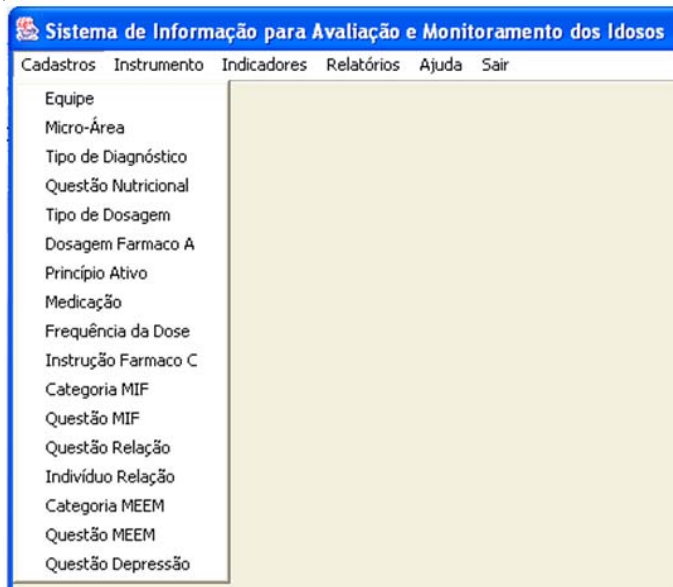 Sistema de Informação para Avaliação e Monitoramento dos Idosos
Cadastros Instrumento Indicadores Relatórios Ajuda Sair
Equipe
Micro-Área
Tipo de Diagnóstico
Questão Nutricional
Tipo de Dosagem
Dosagem Farmaco A
Princípio Ativo
Medicação
Frequência da Dose
Instrução Farmaco C
Categoria MIF
Questão MIF
Questão Relação
Indivíduo Relação
Categoria MEEM
Questão MEEM
Questão Depressão